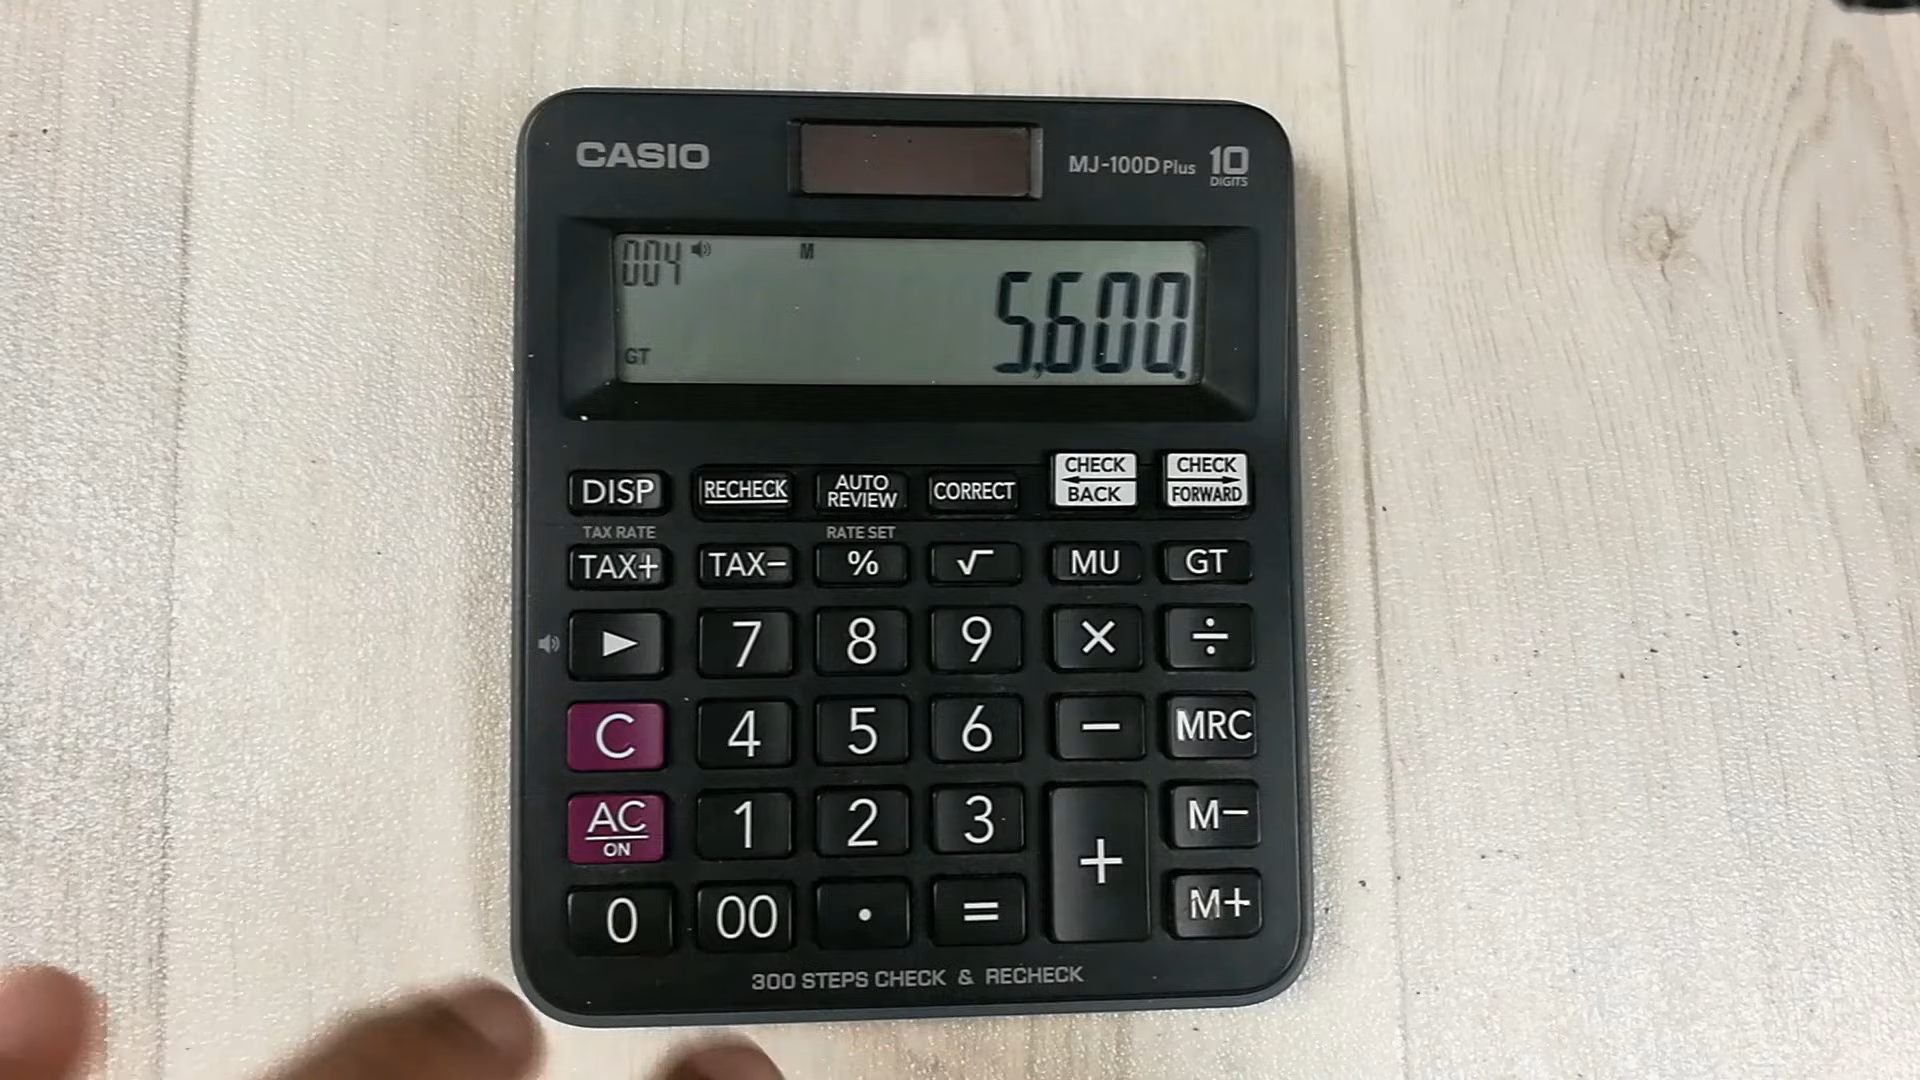 CASIO MJ-100D Plus 10
DIGITS
004 M
5,600.
GT
DISP RECHECK AUTO REVIEW CORRECT CHECK BACK CHECK FORWARD
TAX RATE RATE SET
TAX+ TAX− % √ MU GT
▶ 7 8 9 × ÷
C 4 5 6 − MRC
AC ON 1 2 3 + M−
0 00 . = M+
300 STEPS CHECK & RECHECK